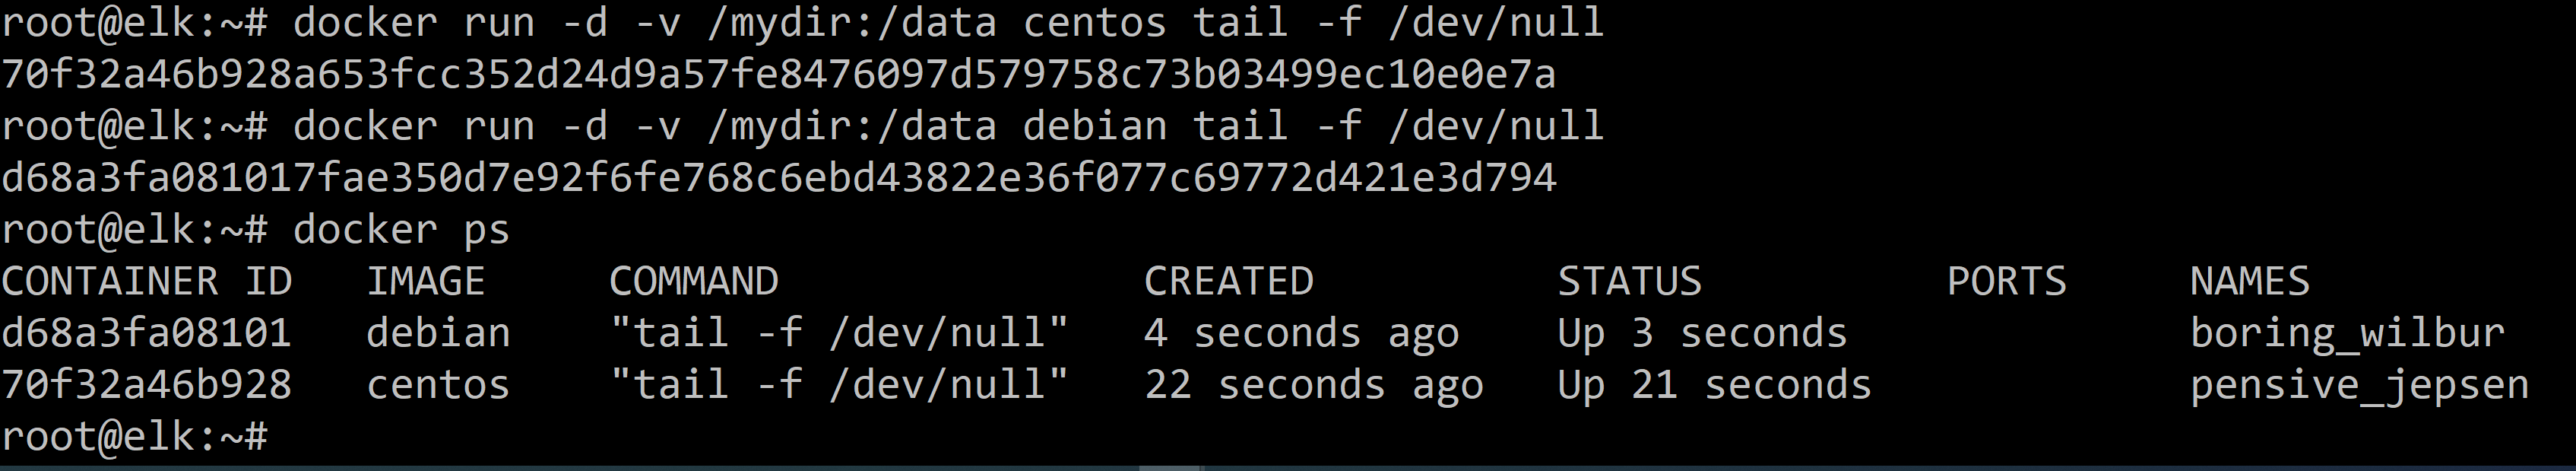 root@elk:~# docker run -d -v /mydir:/data centos tail -f /dev/null
70f32a46b928a653fcc352d24d9a57fe8476097d579758c73b03499ec10e0e7a
root@elk:~# docker run -d -v /mydir:/data debian tail -f /dev/null
d68a3fa081017fae350d7e92f6fe768c6ebd43822e36f077c69772d421e3d794
root@elk:~# docker ps
CONTAINER ID   IMAGE     COMMAND               CREATED          STATUS          PORTS     NAMES
d68a3fa08101   debian    "tail -f /dev/null"   4 seconds ago    Up 3 seconds              boring_wilbur
70f32a46b928   centos    "tail -f /dev/null"   22 seconds ago   Up 21 seconds             pensive_jepsen
root@elk:~#